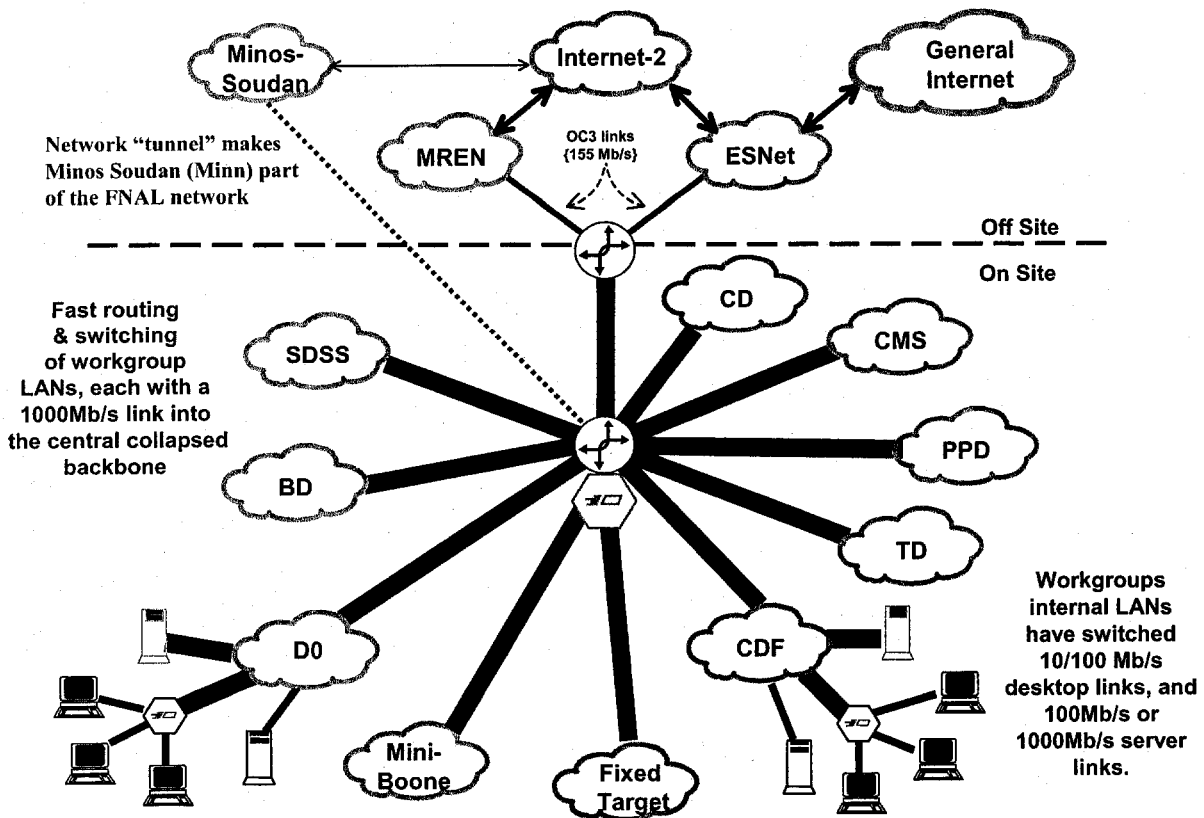 Minos-
Soudan
Internet-2
General
Internet
Network “tunnel” makes
Minos Soudan (Minn) part
of the FNAL network
MREN
OC3 links
{155 Mb/s}
ESNet
Off Site
On Site
Fast routing
& switching
of workgroup
LANs, each with a
1000Mb/s link into
the central collapsed
backbone
SDSS
CD
CMS
BD
PPD
TD
D0
CDF
Workgroups
internal LANs
have switched
10/100 Mb/s
desktop links, and
100Mb/s or
1000Mb/s server
links.
Mini-
Boone
Fixed
Target